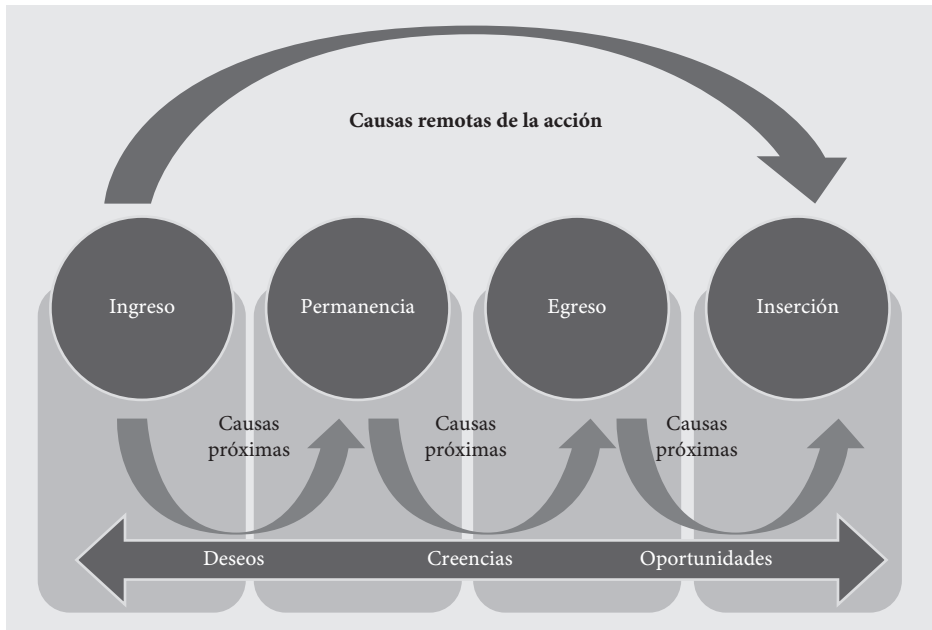 Causas remotas de la acción
Ingreso
Permanencia
Egreso
Inserción
Causas
próximas
Causas
próximas
Causas
próximas
Deseos
Creencias
Oportunidades